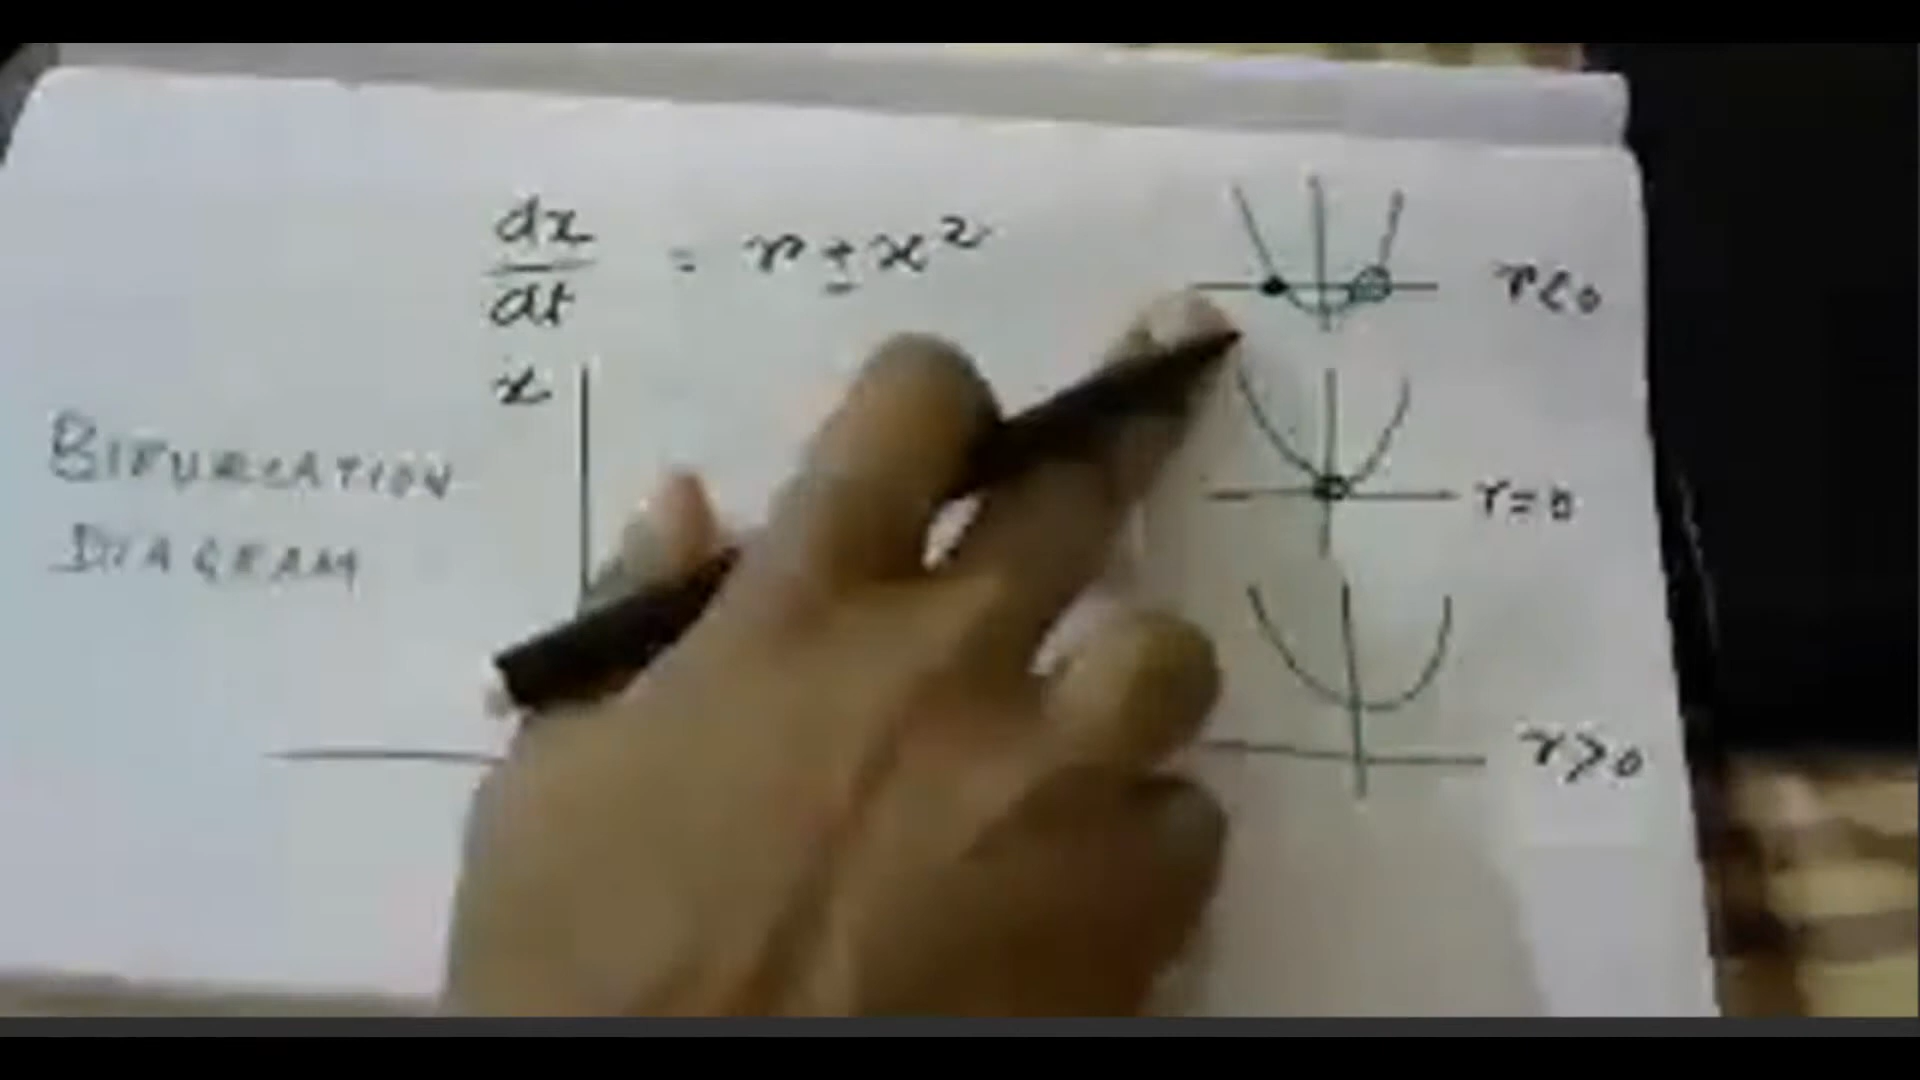 dx/dt = r ± x²
x
BIFURCATION
DIAGRAM
r<0
r=0
r>0